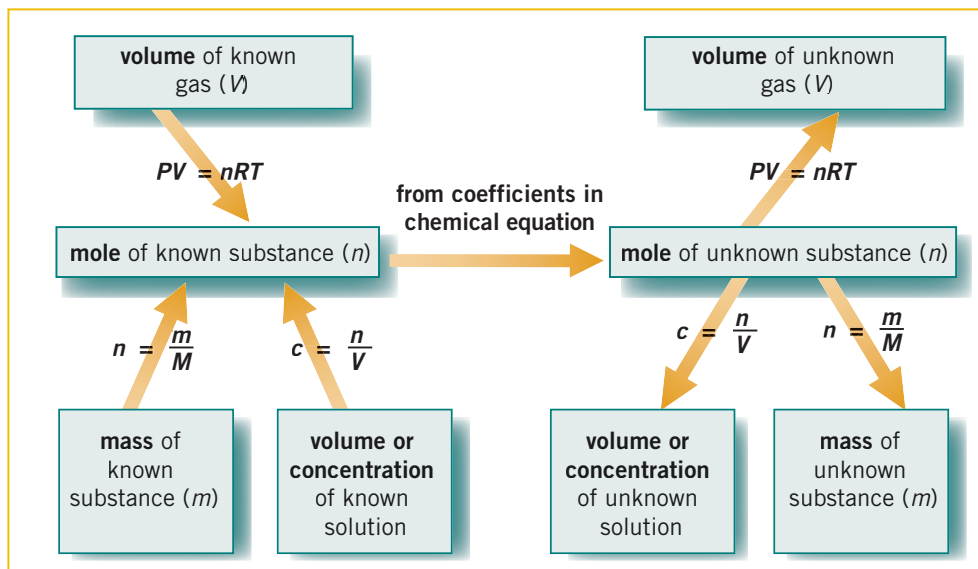 volume of known
gas (V)
volume of unknown
gas (V)
PV = nRT
PV = nRT
from coefficients in
chemical equation
mole of known substance (n)
mole of unknown substance (n)
n = m/M
c = n/V
c = n/V
n = m/M
mass of
known
substance (m)
volume or
concentration
of known
solution
volume or
concentration
of unknown
solution
mass of
unknown
substance (m)